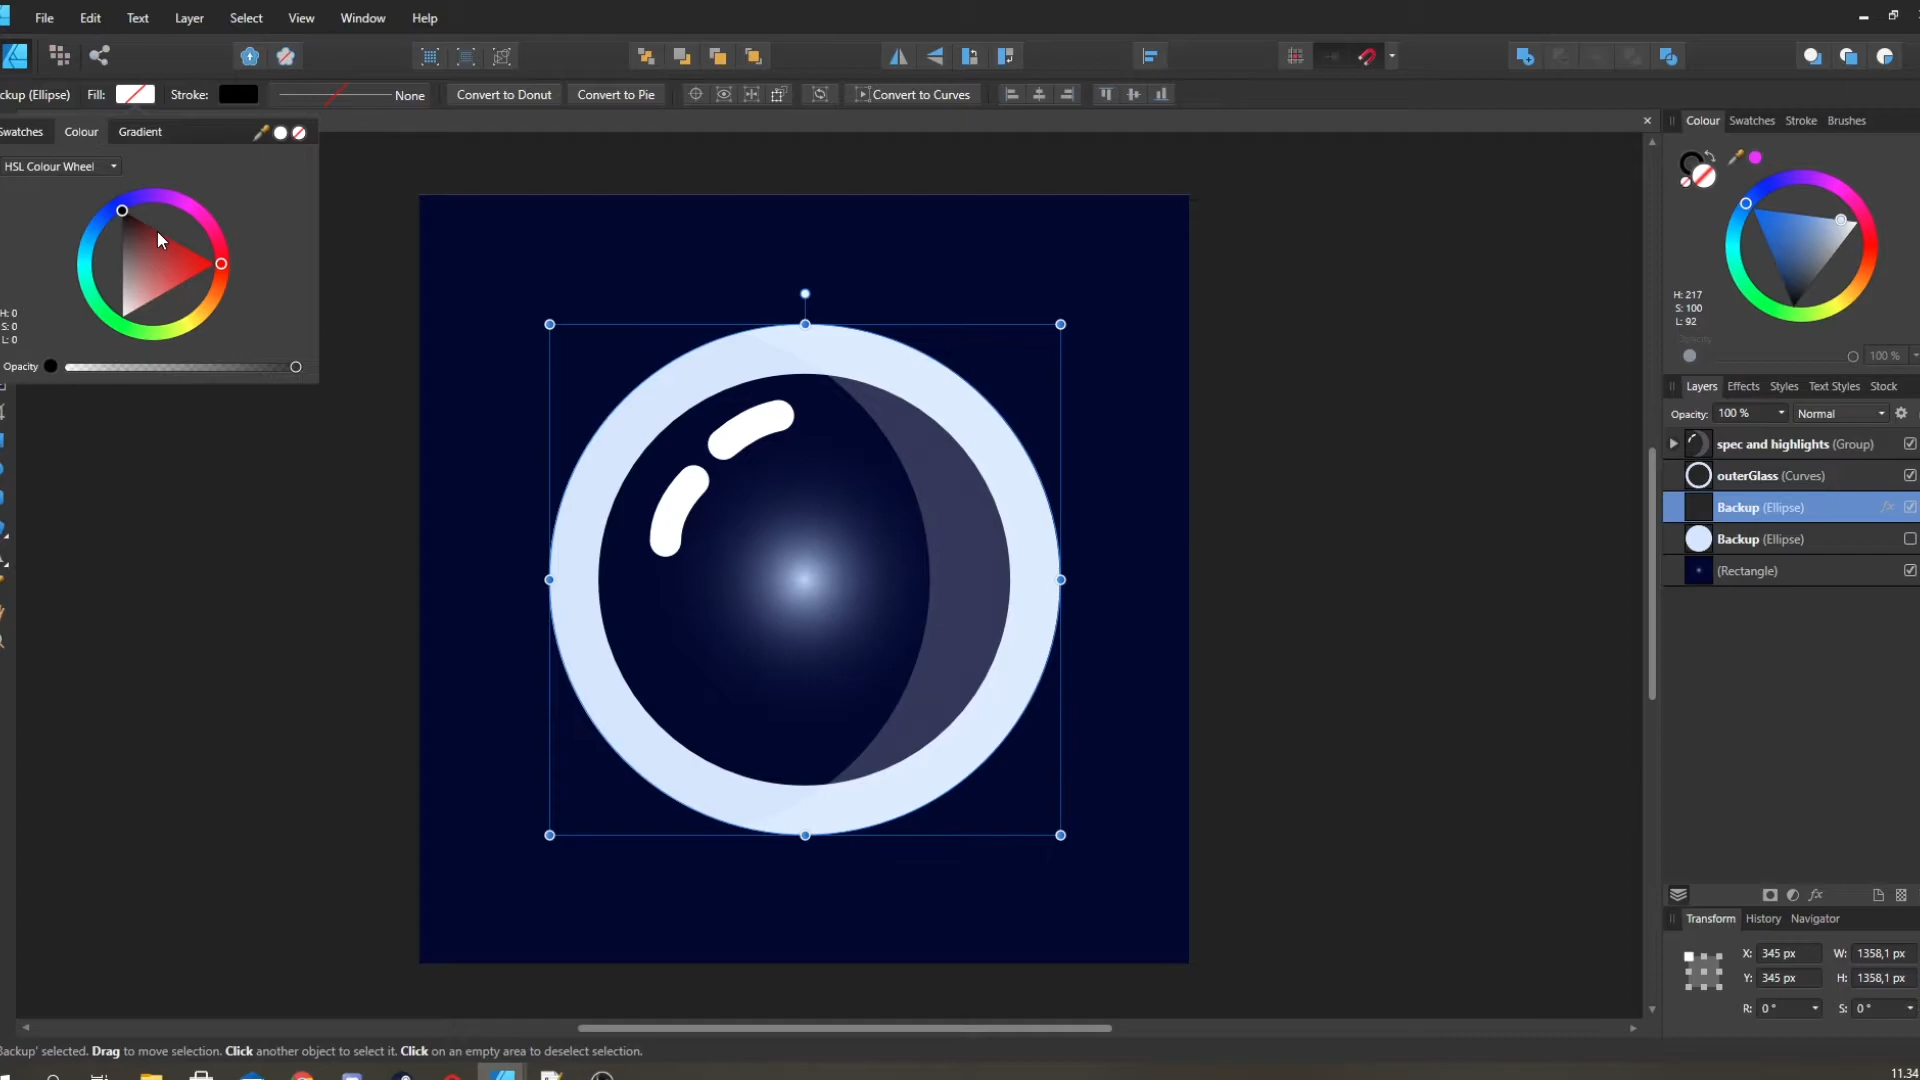 File Edit Text Layer Select View Window Help
ckup (Ellipse) Fill: Stroke: None Convert to Donut Convert to Pie Convert to Curves
Swatches Colour Gradient
HSL Colour Wheel
H: 0
S: 0
L: 0
Opacity
Colour Swatches Stroke Brushes
H: 217
S: 100
L: 92
Opacity
100 %
Layers Effects Styles Text Styles Stock
Opacity: 100 % Normal
spec and highlights (Group)
outerGlass (Curves)
Backup (Ellipse) fx
Backup (Ellipse)
(Rectangle)
fx
Transform History Navigator
X: 345 px W: 1358,1 px
Y: 345 px H: 1358,1 px
R: 0 ° S: 0 °
Backup' selected. Drag to move selection. Click another object to select it. Click on an empty area to deselect selection.
11.34